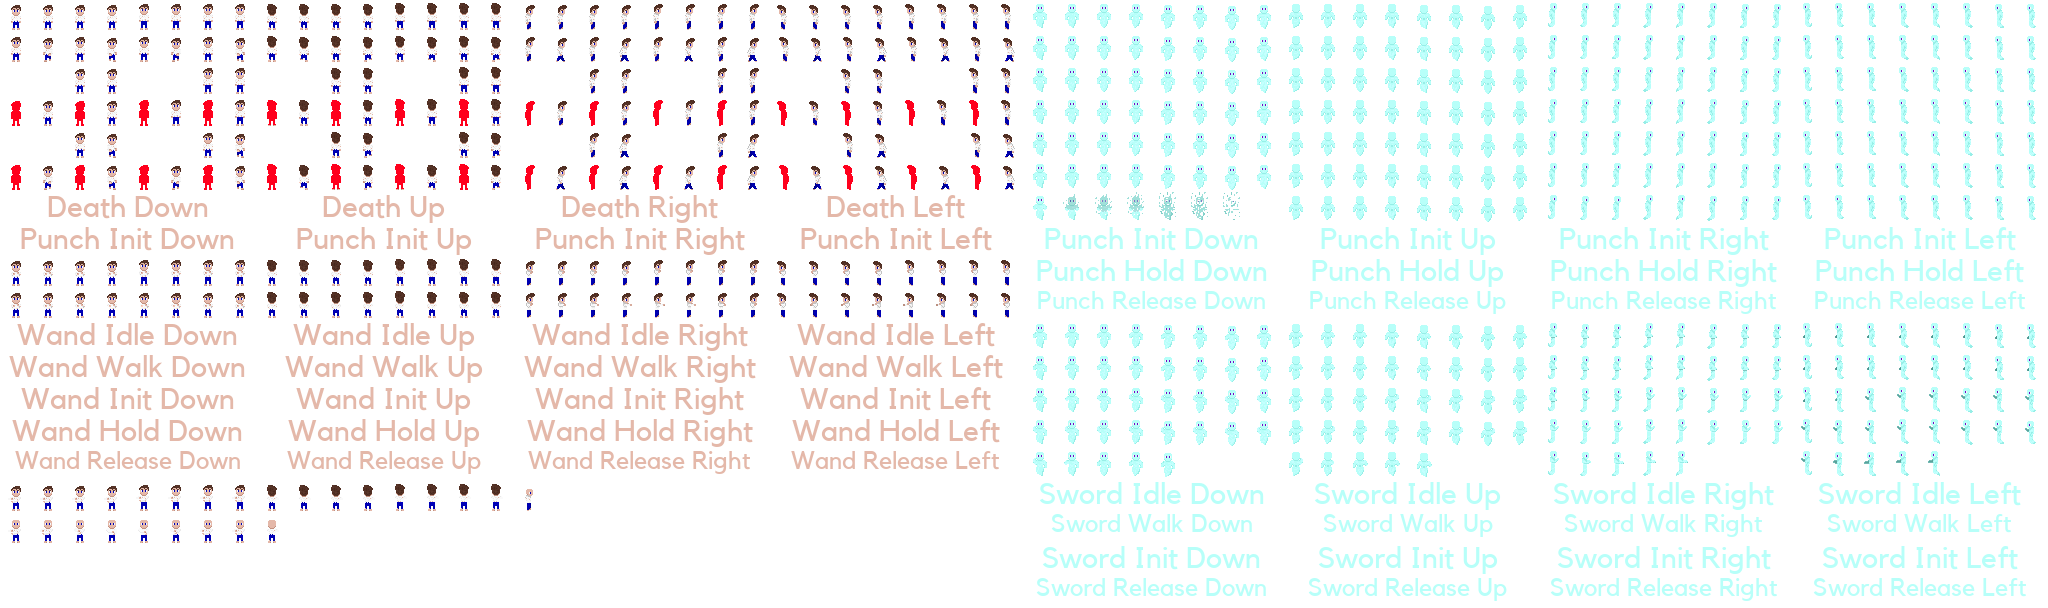 Death Down Death Up Death Right Death Left
Punch Init Down Punch Init Up Punch Init Right Punch Init Left
Wand Idle Down Wand Idle Up Wand Idle Right Wand Idle Left
Wand Walk Down Wand Walk Up Wand Walk Right Wand Walk Left
Wand Init Down Wand Init Up Wand Init Right Wand Init Left
Wand Hold Down Wand Hold Up Wand Hold Right Wand Hold Left
Wand Release Down Wand Release Up Wand Release Right Wand Release Left
Punch Init Down Punch Init Up Punch Init Right Punch Init Left
Punch Hold Down Punch Hold Up Punch Hold Right Punch Hold Left
Punch Release Down Punch Release Up Punch Release Right Punch Release Left
Sword Idle Down Sword Idle Up Sword Idle Right Sword Idle Left
Sword Walk Down Sword Walk Up Sword Walk Right Sword Walk Left
Sword Init Down Sword Init Up Sword Init Right Sword Init Left
Sword Release Down Sword Release Up Sword Release Right Sword Release Left